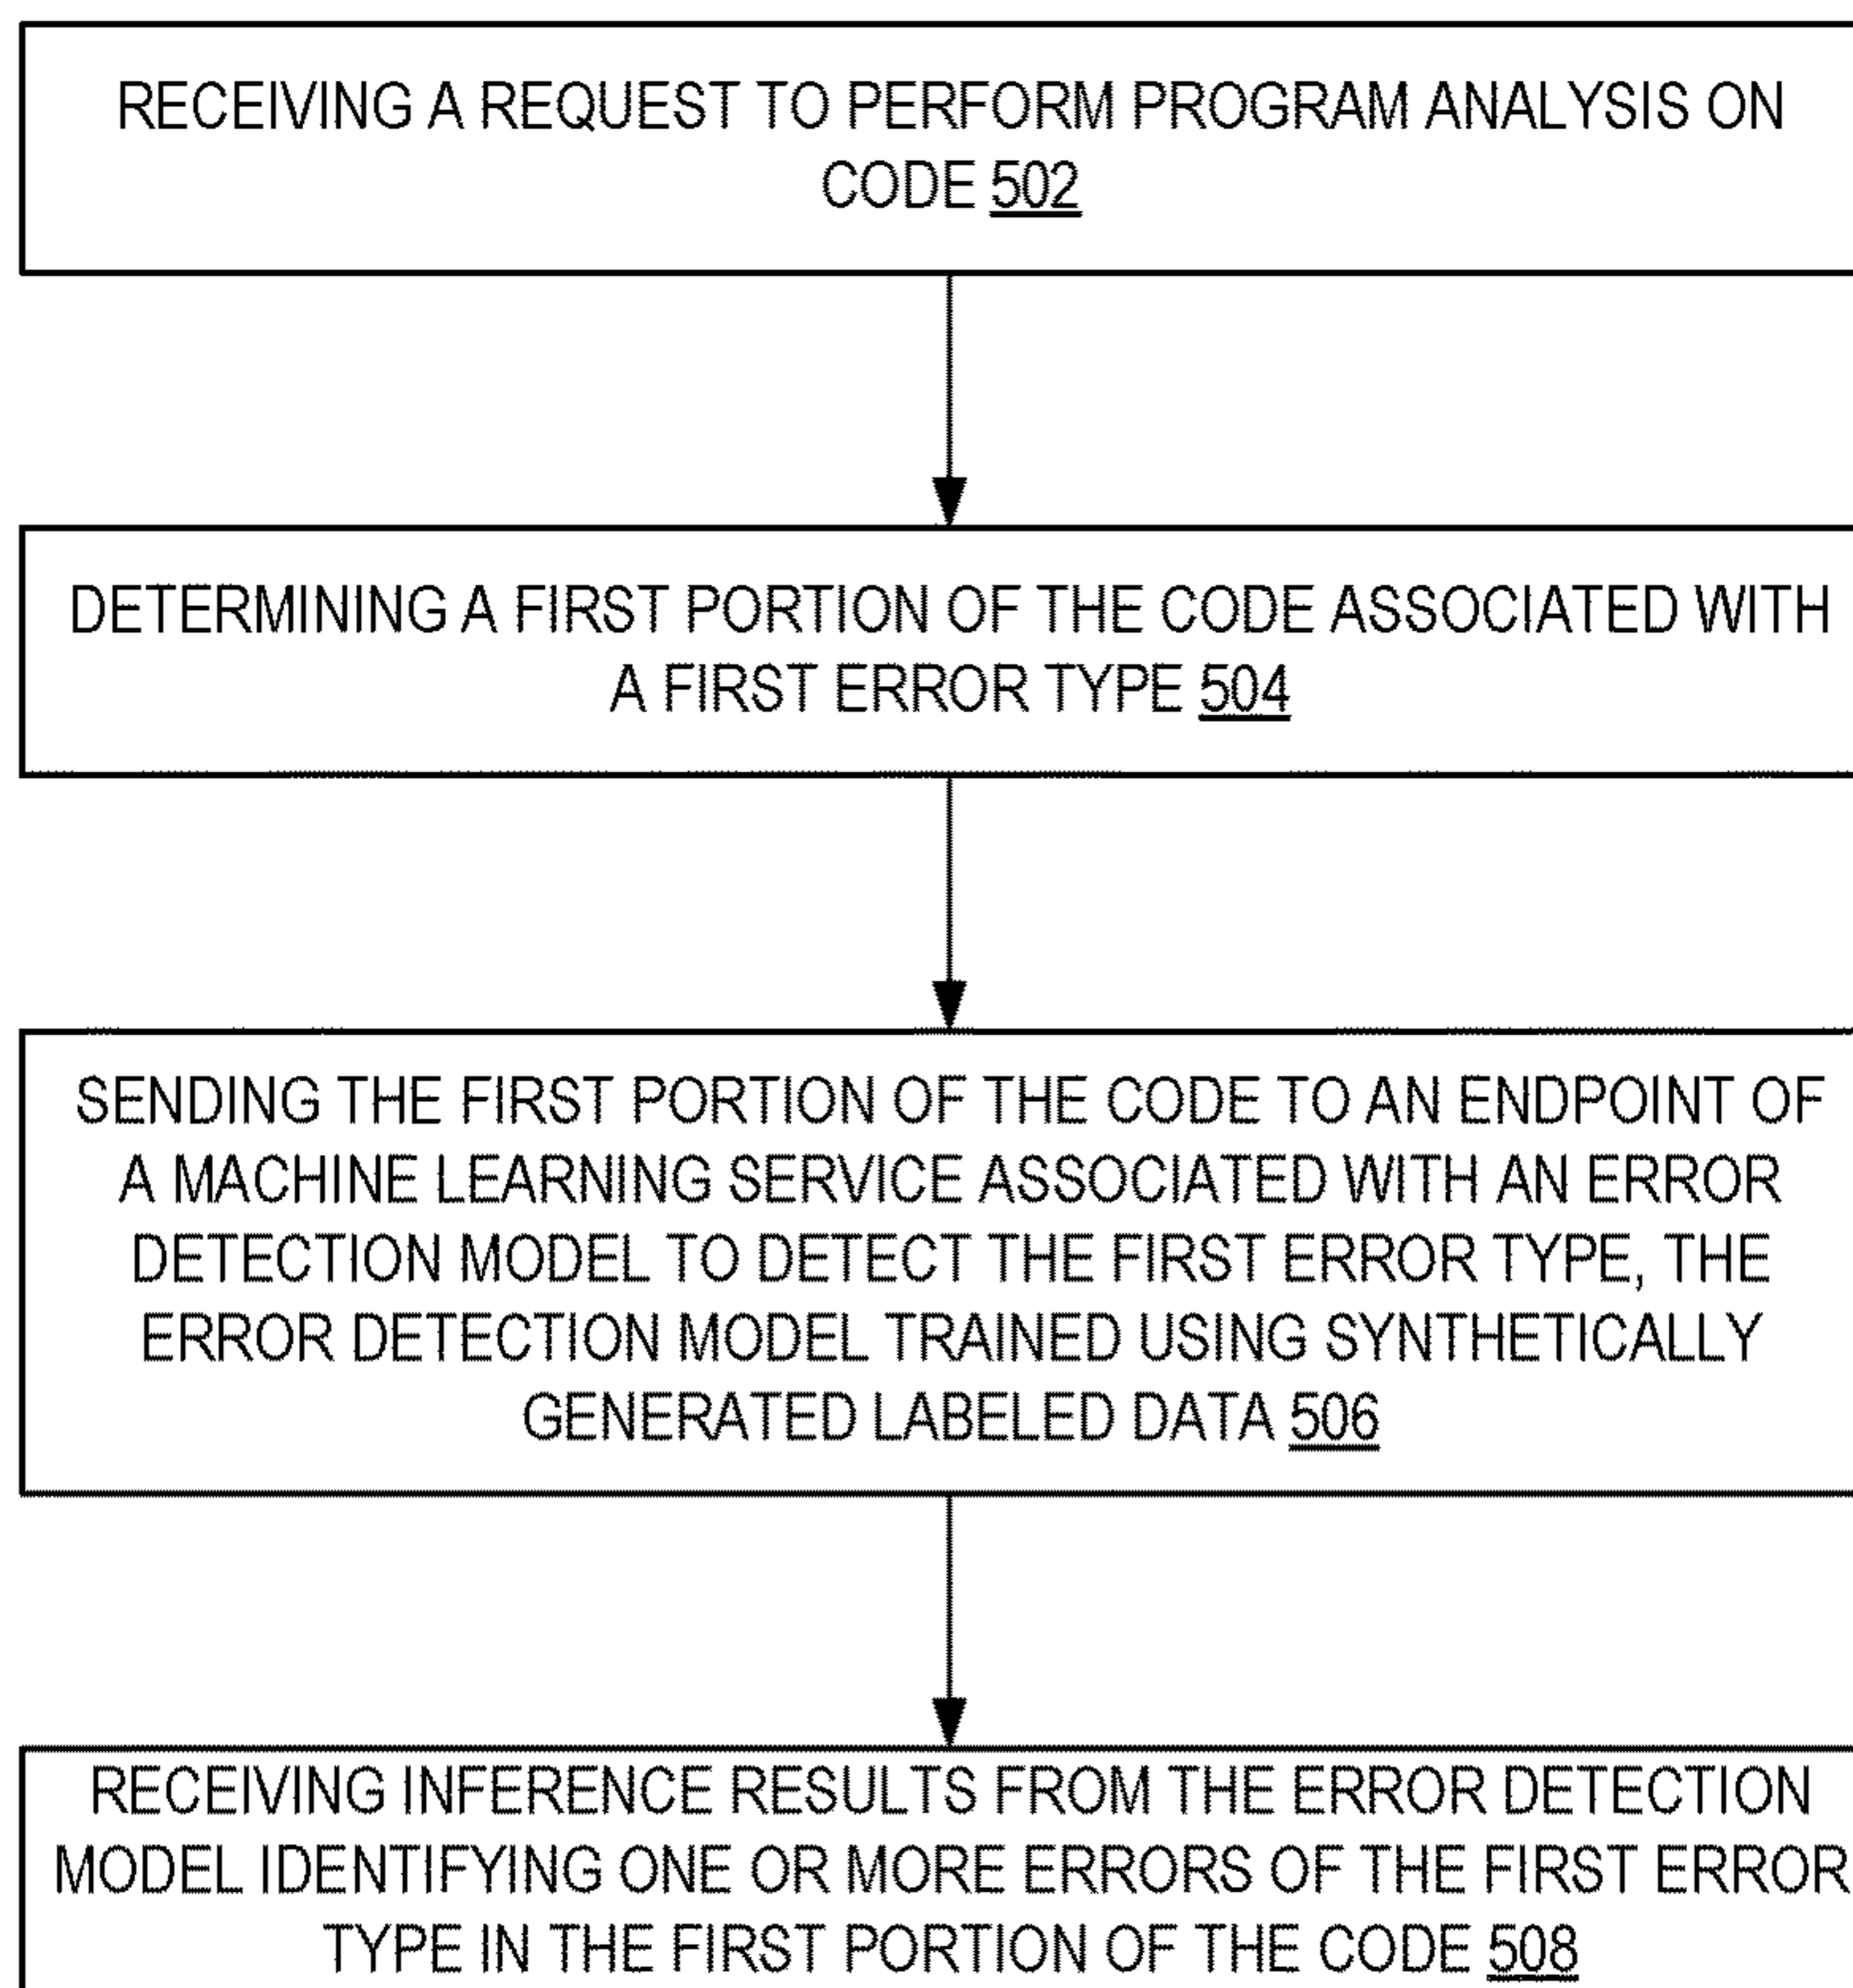 RECEIVING A REQUEST TO PERFORM PROGRAM ANALYSIS ON
CODE 502
DETERMINING A FIRST PORTION OF THE CODE ASSOCIATED WITH
A FIRST ERROR TYPE 504
SENDING THE FIRST PORTION OF THE CODE TO AN ENDPOINT OF
A MACHINE LEARNING SERVICE ASSOCIATED WITH AN ERROR
DETECTION MODEL TO DETECT THE FIRST ERROR TYPE, THE
ERROR DETECTION MODEL TRAINED USING SYNTHETICALLY
GENERATED LABELED DATA 506
RECEIVING INFERENCE RESULTS FROM THE ERROR DETECTION
MODEL IDENTIFYING ONE OR MORE ERRORS OF THE FIRST ERROR
TYPE IN THE FIRST PORTION OF THE CODE 508